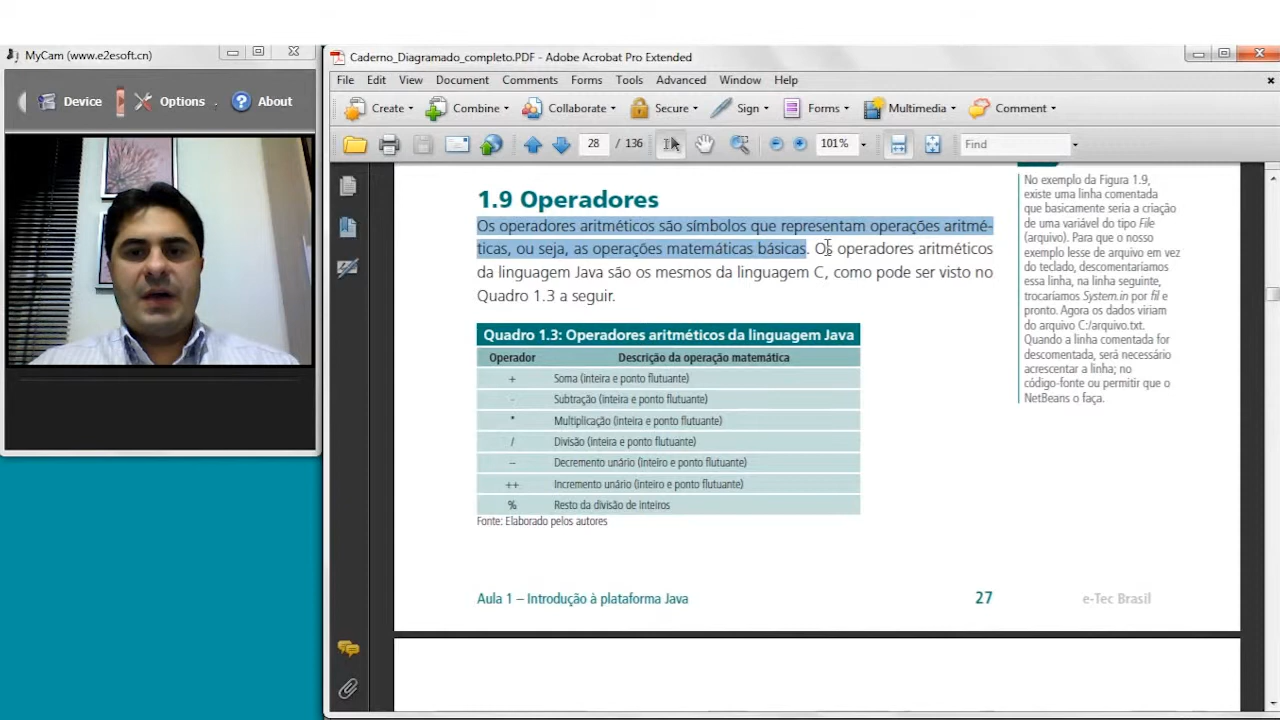 MyCam (www.e2esoft.cn)
Device
Options
About
Caderno_Diagramado_completo.PDF - Adobe Acrobat Pro Extended
File Edit View Document Comments Forms Tools Advanced Window Help
Create Combine Collaborate Secure Sign Forms Multimedia Comment
28 / 136 101% Find
1.9 Operadores
Os operadores aritméticos são símbolos que representam operações aritmé-
ticas, ou seja, as operações matemáticas básicas. Os operadores aritméticos
da linguagem Java são os mesmos da linguagem C, como pode ser visto no
Quadro 1.3 a seguir.
Quadro 1.3: Operadores aritméticos da linguagem Java
Operador Descrição da operação matemática
+ Soma (inteira e ponto flutuante)
- Subtração (inteira e ponto flutuante)
* Multiplicação (inteira e ponto flutuante)
/ Divisão (inteira e ponto flutuante)
-- Decremento unário (inteiro e ponto flutuante)
++ Incremento unário (inteiro e ponto flutuante)
% Resto da divisão de inteiros
Fonte: Elaborado pelos autores
No exemplo da Figura 1.9,
existe uma linha comentada
que basicamente seria a criação
de uma variável do tipo File
(arquivo). Para que o nosso
exemplo lesse de arquivo em vez
do teclado, descomentaríamos
essa linha, na linha seguinte,
trocaríamos System.in por fil e
pronto. Agora os dados viriam
do arquivo C:/arquivo.txt.
Quando a linha comentada for
descomentada, será necessário
acrescentar a linha; no
código-fonte ou permitir que o
NetBeans o faça.
Aula 1 – Introdução à plataforma Java
27
e-Tec Brasil